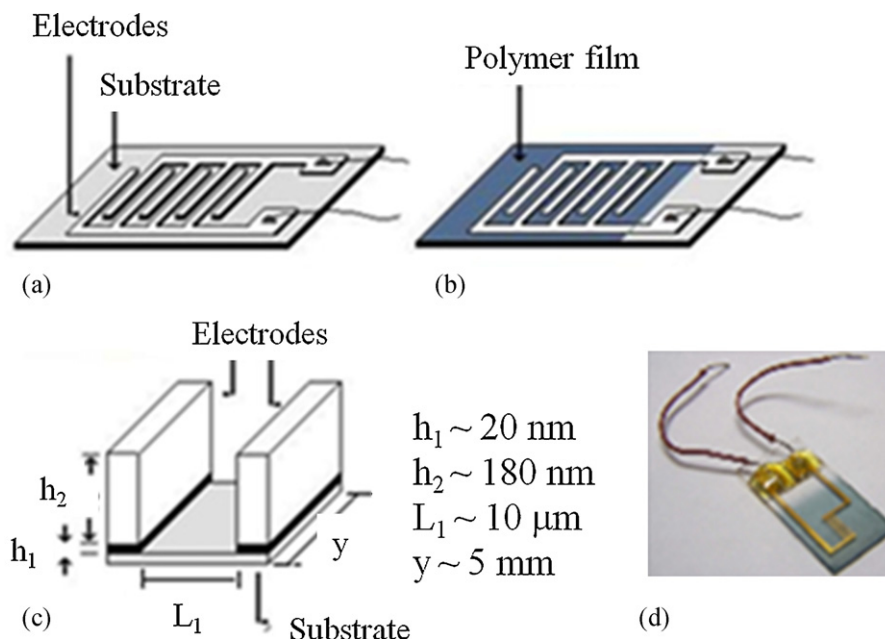 Electrodes
Substrate
Polymer film
(a)
(b)
Electrodes
h₂
h₁
L₁
y
Substrate
h₁ ~ 20 nm
h₂ ~ 180 nm
L₁ ~ 10 μm
y ~ 5 mm
(c)
(d)